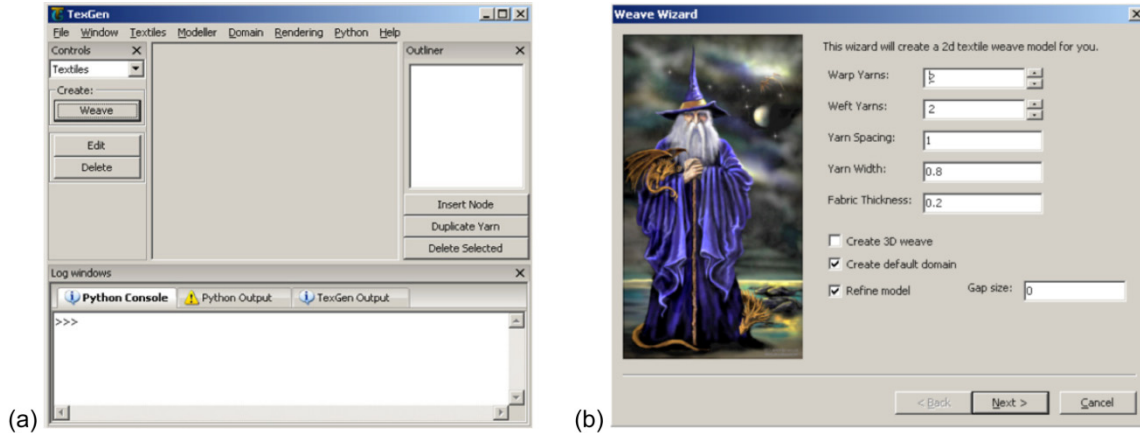 TexGen
File Window Textiles Modeller Domain Rendering Python Help
Controls
Outliner
Textiles
Create:
Weave
Edit
Delete
Insert Node
Duplicate Yarn
Delete Selected
Log windows
Python Console Python Output TexGen Output
>>>
(a)
Weave Wizard
This wizard will create a 2d textile weave model for you.
Warp Yarns:
Weft Yarns: 2
Yarn Spacing: 1
Yarn Width: 0.8
Fabric Thickness: 0.2
Create 3D weave
Create default domain
Refine model Gap size: 0
< Back Next > Cancel
(b)